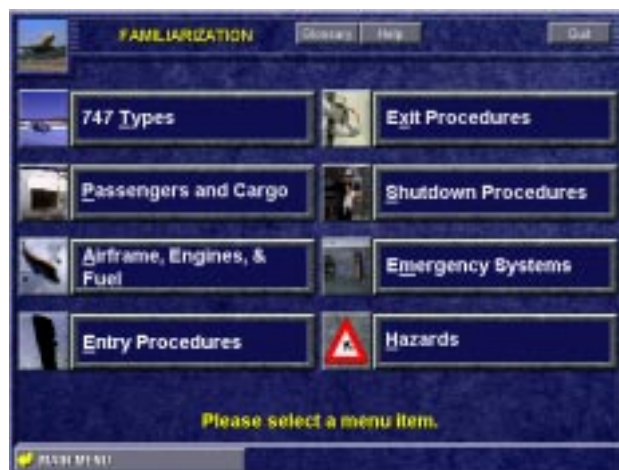 FAMILIARIZATION
Glossary
Help
Quit
747 Types
Exit Procedures
Passengers and Cargo
Shutdown Procedures
Airframe, Engines, &
Fuel
Emergency Systems
Entry Procedures
Hazards
Please select a menu item.
MAIN MENU